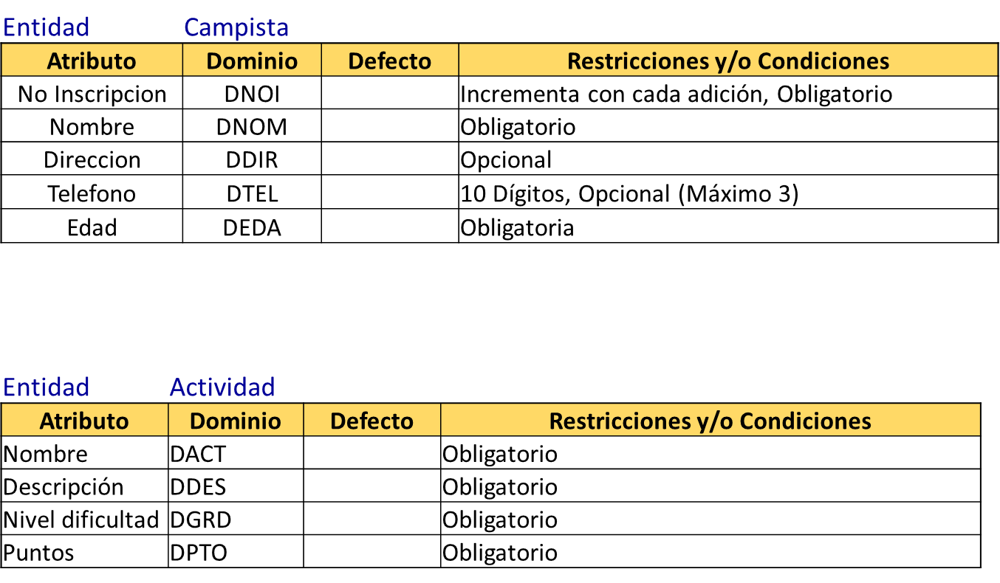 Entidad Campista
Atributo Dominio Defecto Restricciones y/o Condiciones
No Inscripcion DNOI Incrementa con cada adición, Obligatorio
Nombre DNOM Obligatorio
Direccion DDIR Opcional
Telefono DTEL 10 Dígitos, Opcional (Máximo 3)
Edad DEDA Obligatoria
Entidad Actividad
Atributo Dominio Defecto Restricciones y/o Condiciones
Nombre DACT Obligatorio
Descripción DDES Obligatorio
Nivel dificultad DGRD Obligatorio
Puntos DPTO Obligatorio